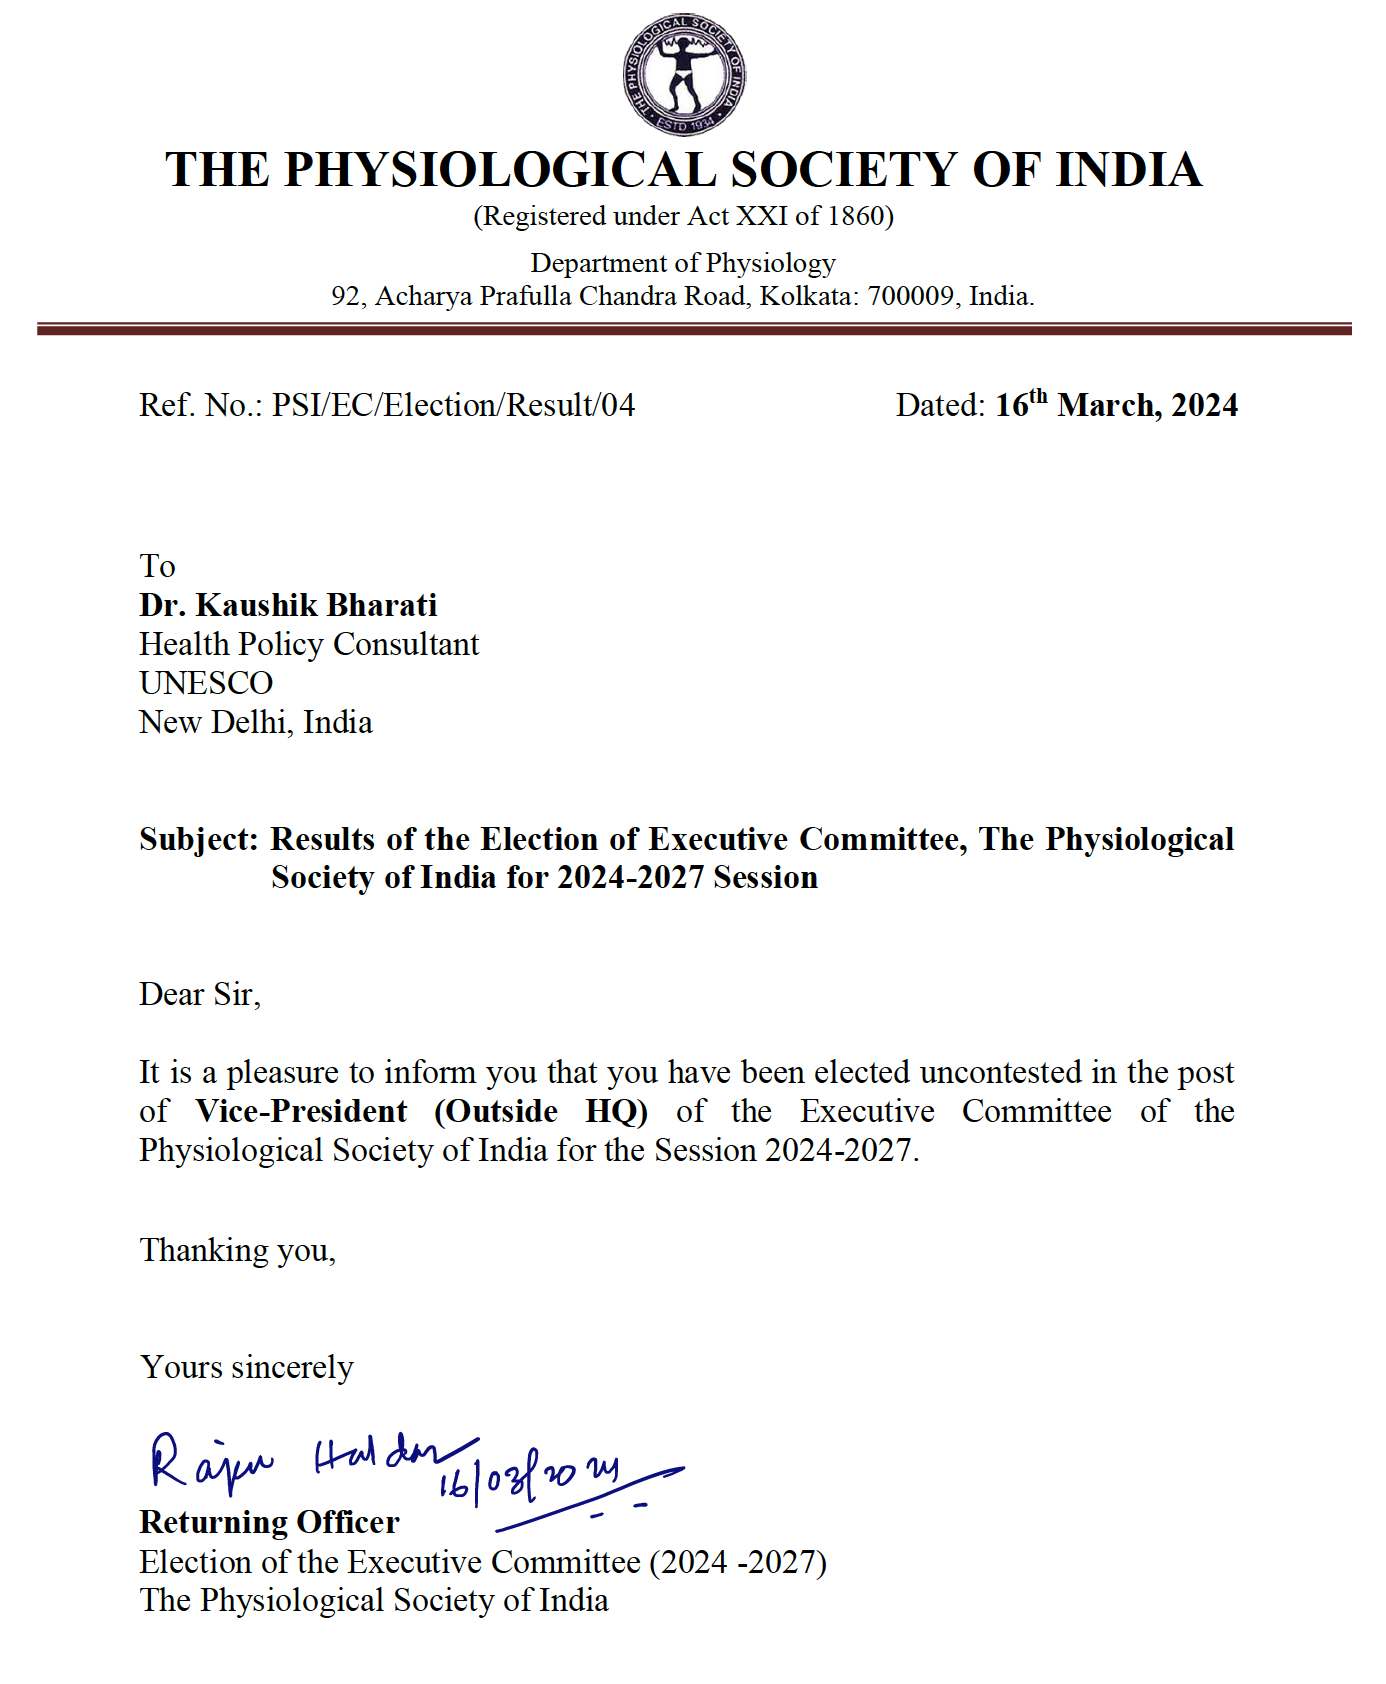 THE PHYSIOLOGICAL SOCIETY OF INDIA
ESTD 1934
THE PHYSIOLOGICAL SOCIETY OF INDIA
(Registered under Act XXI of 1860)
Department of Physiology
92, Acharya Prafulla Chandra Road, Kolkata: 700009, India.
Ref. No.: PSI/EC/Election/Result/04 Dated: 16th March, 2024
To
Dr. Kaushik Bharati
Health Policy Consultant
UNESCO
New Delhi, India
Subject: Results of the Election of Executive Committee, The Physiological
Society of India for 2024-2027 Session
Dear Sir,
It is a pleasure to inform you that you have been elected uncontested in the post
of Vice-President (Outside HQ) of the Executive Committee of the
Physiological Society of India for the Session 2024-2027.
Thanking you,
Yours sincerely
Raju Haldar
16/03/2024
Returning Officer
Election of the Executive Committee (2024 -2027)
The Physiological Society of India